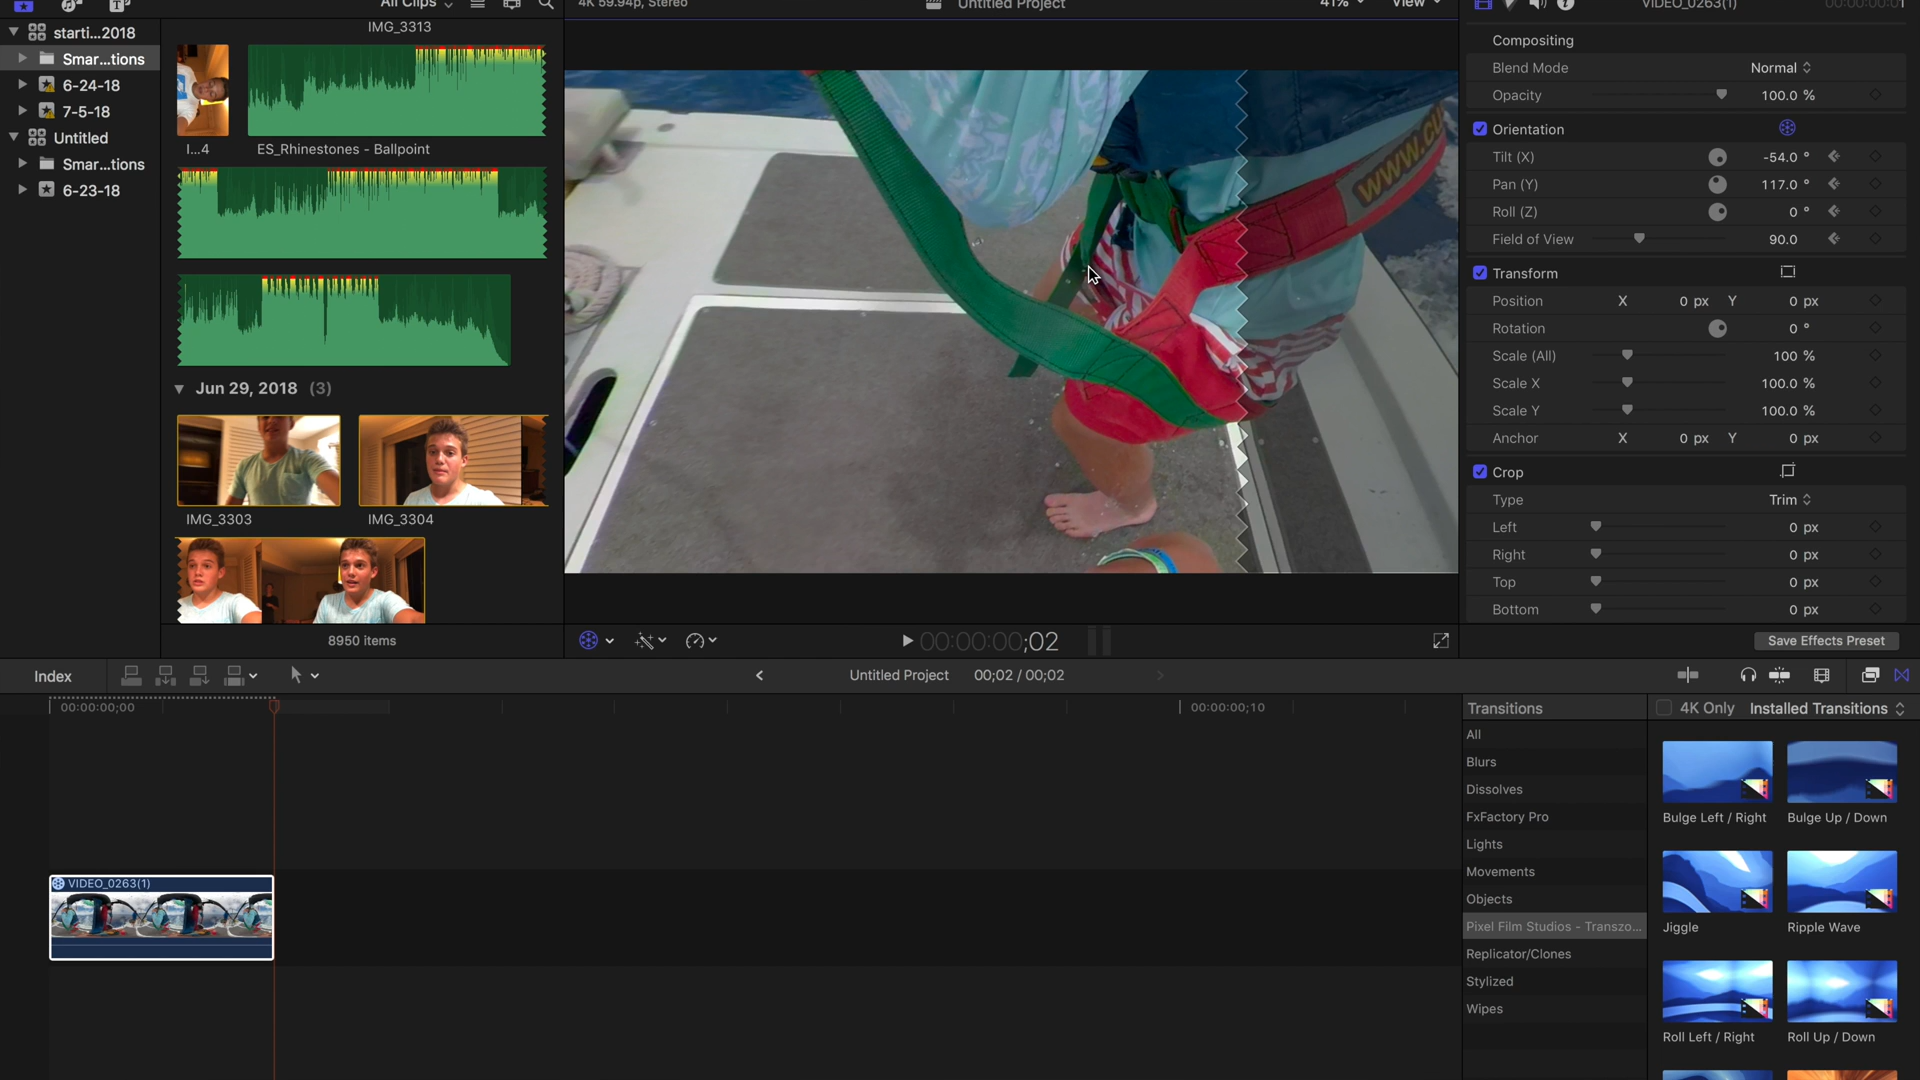 All Clips
4K 59.94p, Stereo
Untitled Project
41%
View
VIDEO_0263(1)
00:00:00:01
starti...2018
Smar...tions
6-24-18
7-5-18
Untitled
Smar...tions
6-23-18
IMG_3313
I...4
ES_Rhinestones - Ballpoint
Jun 29, 2018 (3)
IMG_3303
IMG_3304
8950 items
www.cu
00:00:00;02
Compositing
Blend Mode Normal
Opacity 100.0 %
Orientation
Tilt (X) -54.0 °
Pan (Y) 117.0 °
Roll (Z) 0 °
Field of View 90.0
Transform
Position X 0 px Y 0 px
Rotation 0 °
Scale (All) 100 %
Scale X 100.0 %
Scale Y 100.0 %
Anchor X 0 px Y 0 px
Crop
Type Trim
Left 0 px
Right 0 px
Top 0 px
Bottom 0 px
Save Effects Preset
Index
Untitled Project 00;02 / 00;02
00:00:00;00
00:00:00;10
VIDEO_0263(1)
Transitions
4K Only
Installed Transitions
All
Blurs
Dissolves
FxFactory Pro
Lights
Movements
Objects
Pixel Film Studios - Transzo...
Replicator/Clones
Stylized
Wipes
Bulge Left / Right
Bulge Up / Down
Jiggle
Ripple Wave
Roll Left / Right
Roll Up / Down